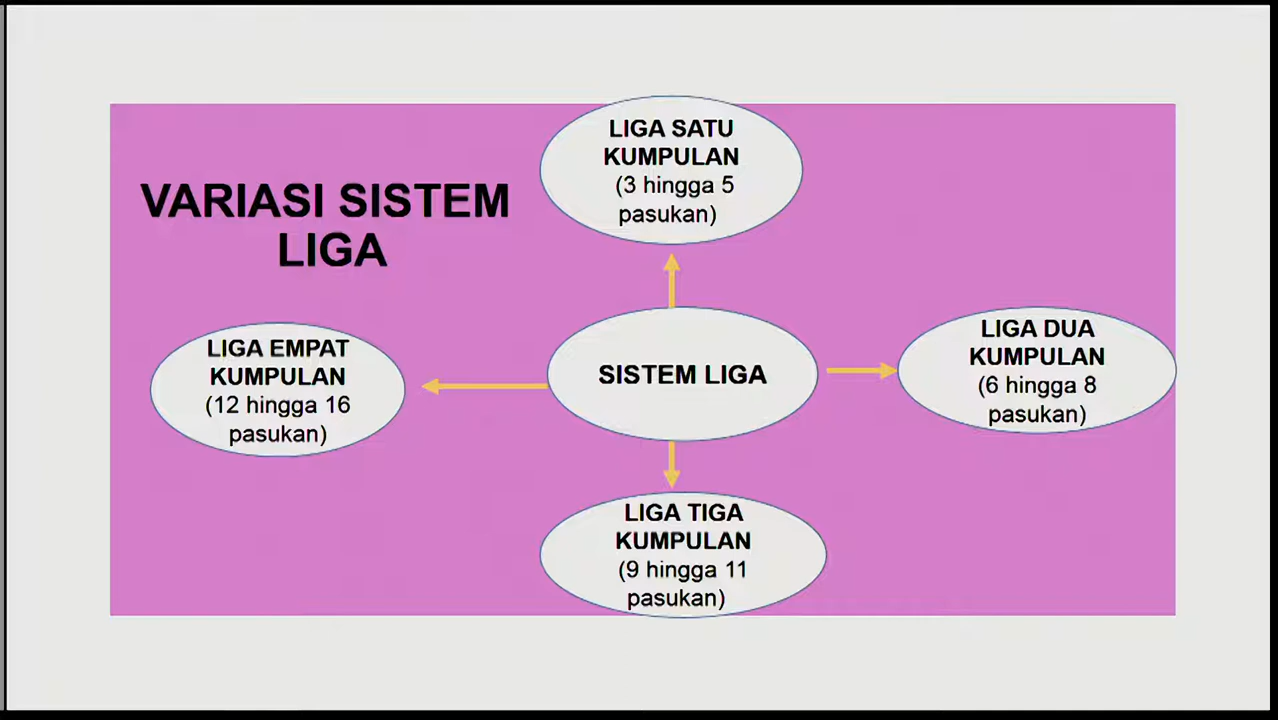 VARIASI SISTEM
LIGA
LIGA SATU
KUMPULAN
(3 hingga 5
pasukan)
LIGA EMPAT
KUMPULAN
(12 hingga 16
pasukan)
SISTEM LIGA
LIGA DUA
KUMPULAN
(6 hingga 8
pasukan)
LIGA TIGA
KUMPULAN
(9 hingga 11
pasukan)